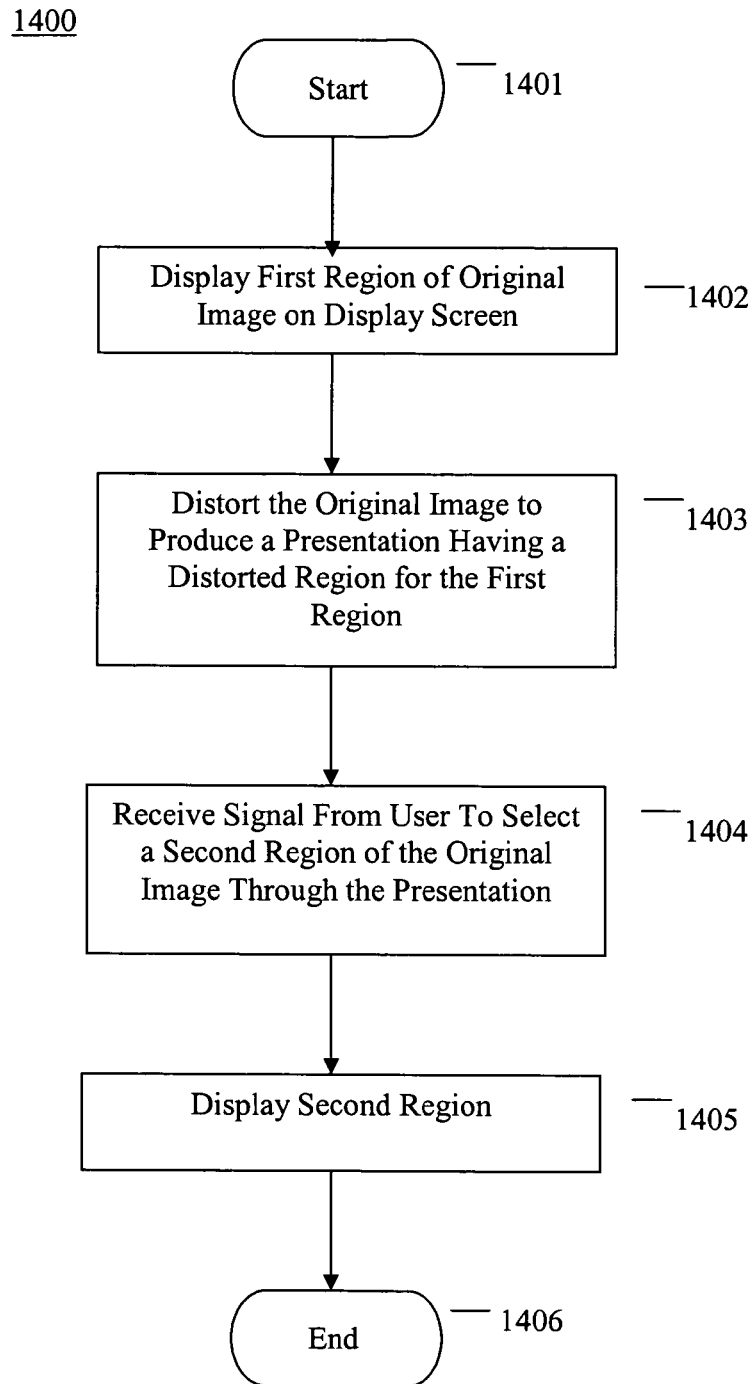 1400
Start
1401
Display First Region of Original
Image on Display Screen
1402
Distort the Original Image to
Produce a Presentation Having a
Distorted Region for the First
Region
1403
Receive Signal From User To Select
a Second Region of the Original
Image Through the Presentation
1404
Display Second Region
1405
End
1406